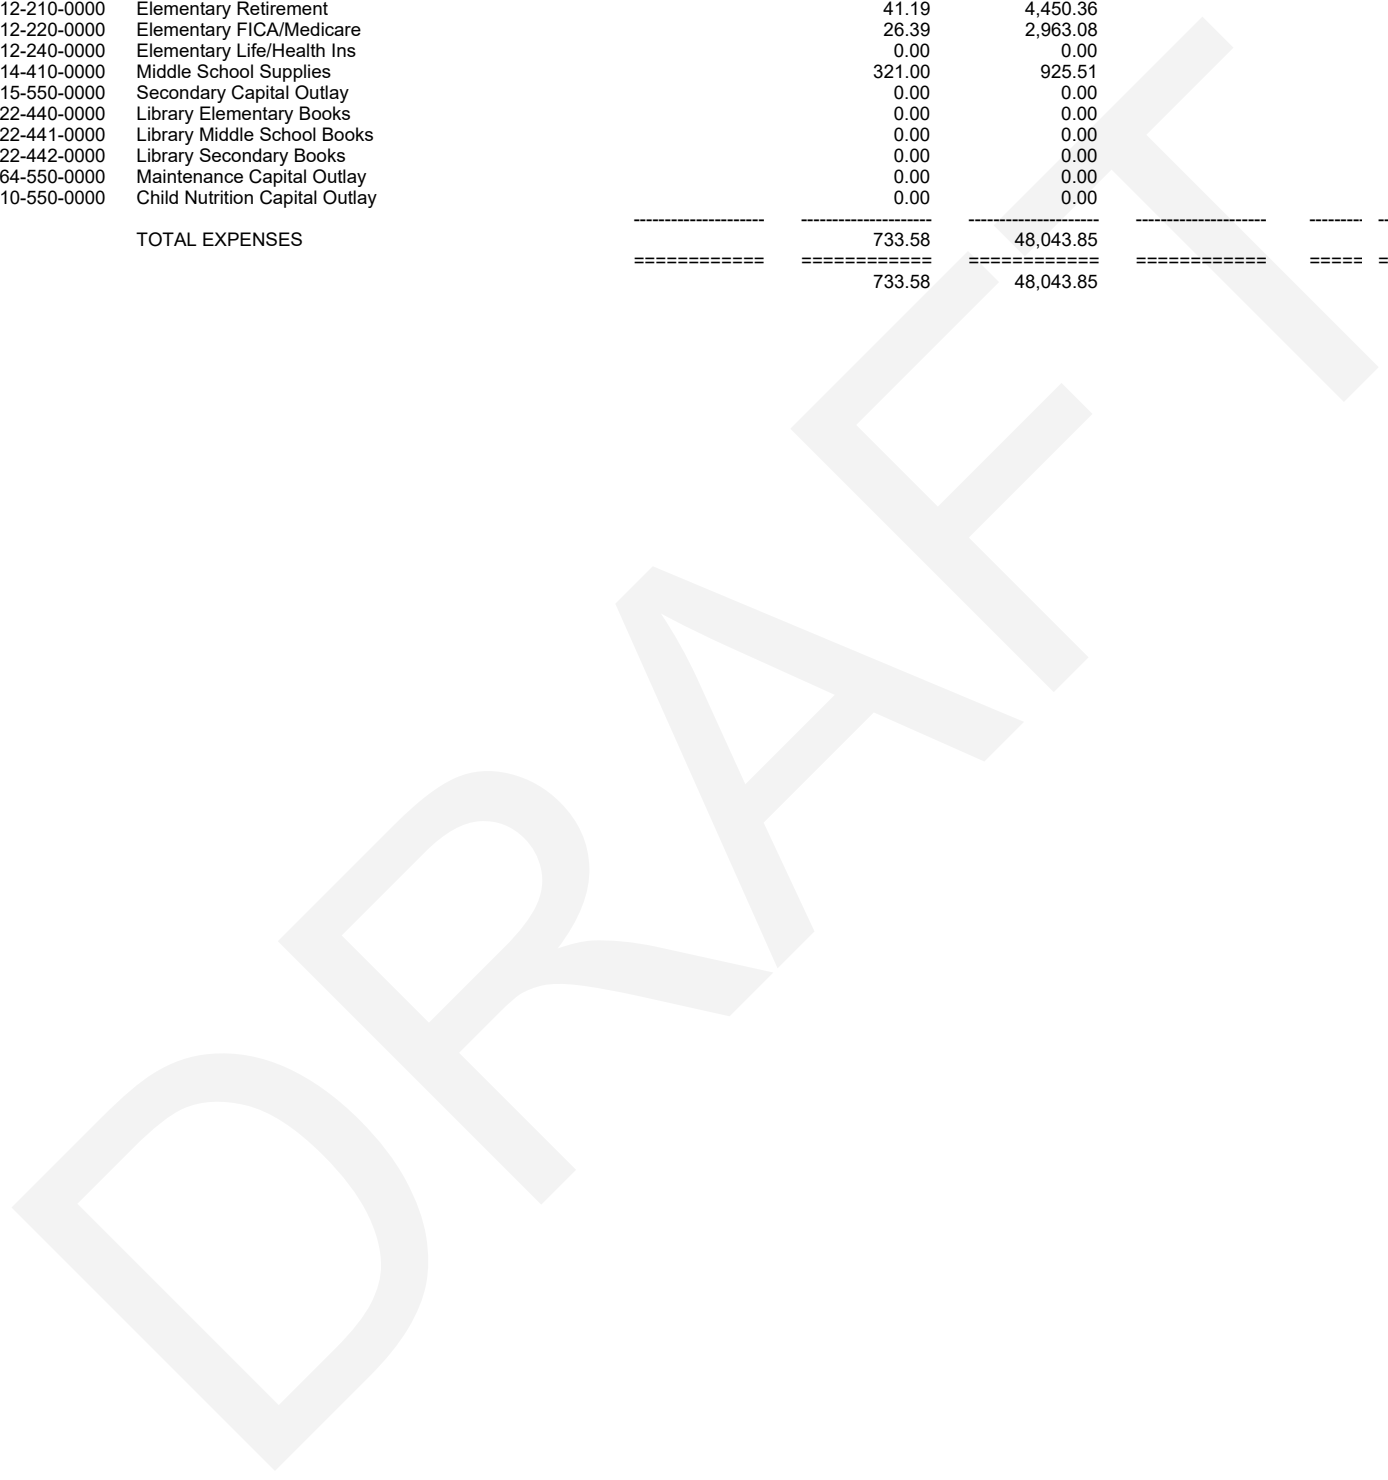 12-210-0000 Elementary Retirement 41.19 4,450.36
12-220-0000 Elementary FICA/Medicare 26.39 2,963.08
12-240-0000 Elementary Life/Health Ins 0.00 0.00
14-410-0000 Middle School Supplies 321.00 925.51
15-550-0000 Secondary Capital Outlay 0.00 0.00
22-440-0000 Library Elementary Books 0.00 0.00
22-441-0000 Library Middle School Books 0.00 0.00
22-442-0000 Library Secondary Books 0.00 0.00
64-550-0000 Maintenance Capital Outlay 0.00 0.00
10-550-0000 Child Nutrition Capital Outlay 0.00 0.00
--------------------- --------------------- --------------------- --------------------- -------- --
TOTAL EXPENSES 733.58 48,043.85
============ ============ ============ ============ ===== =
733.58 48,043.85
DRAFT